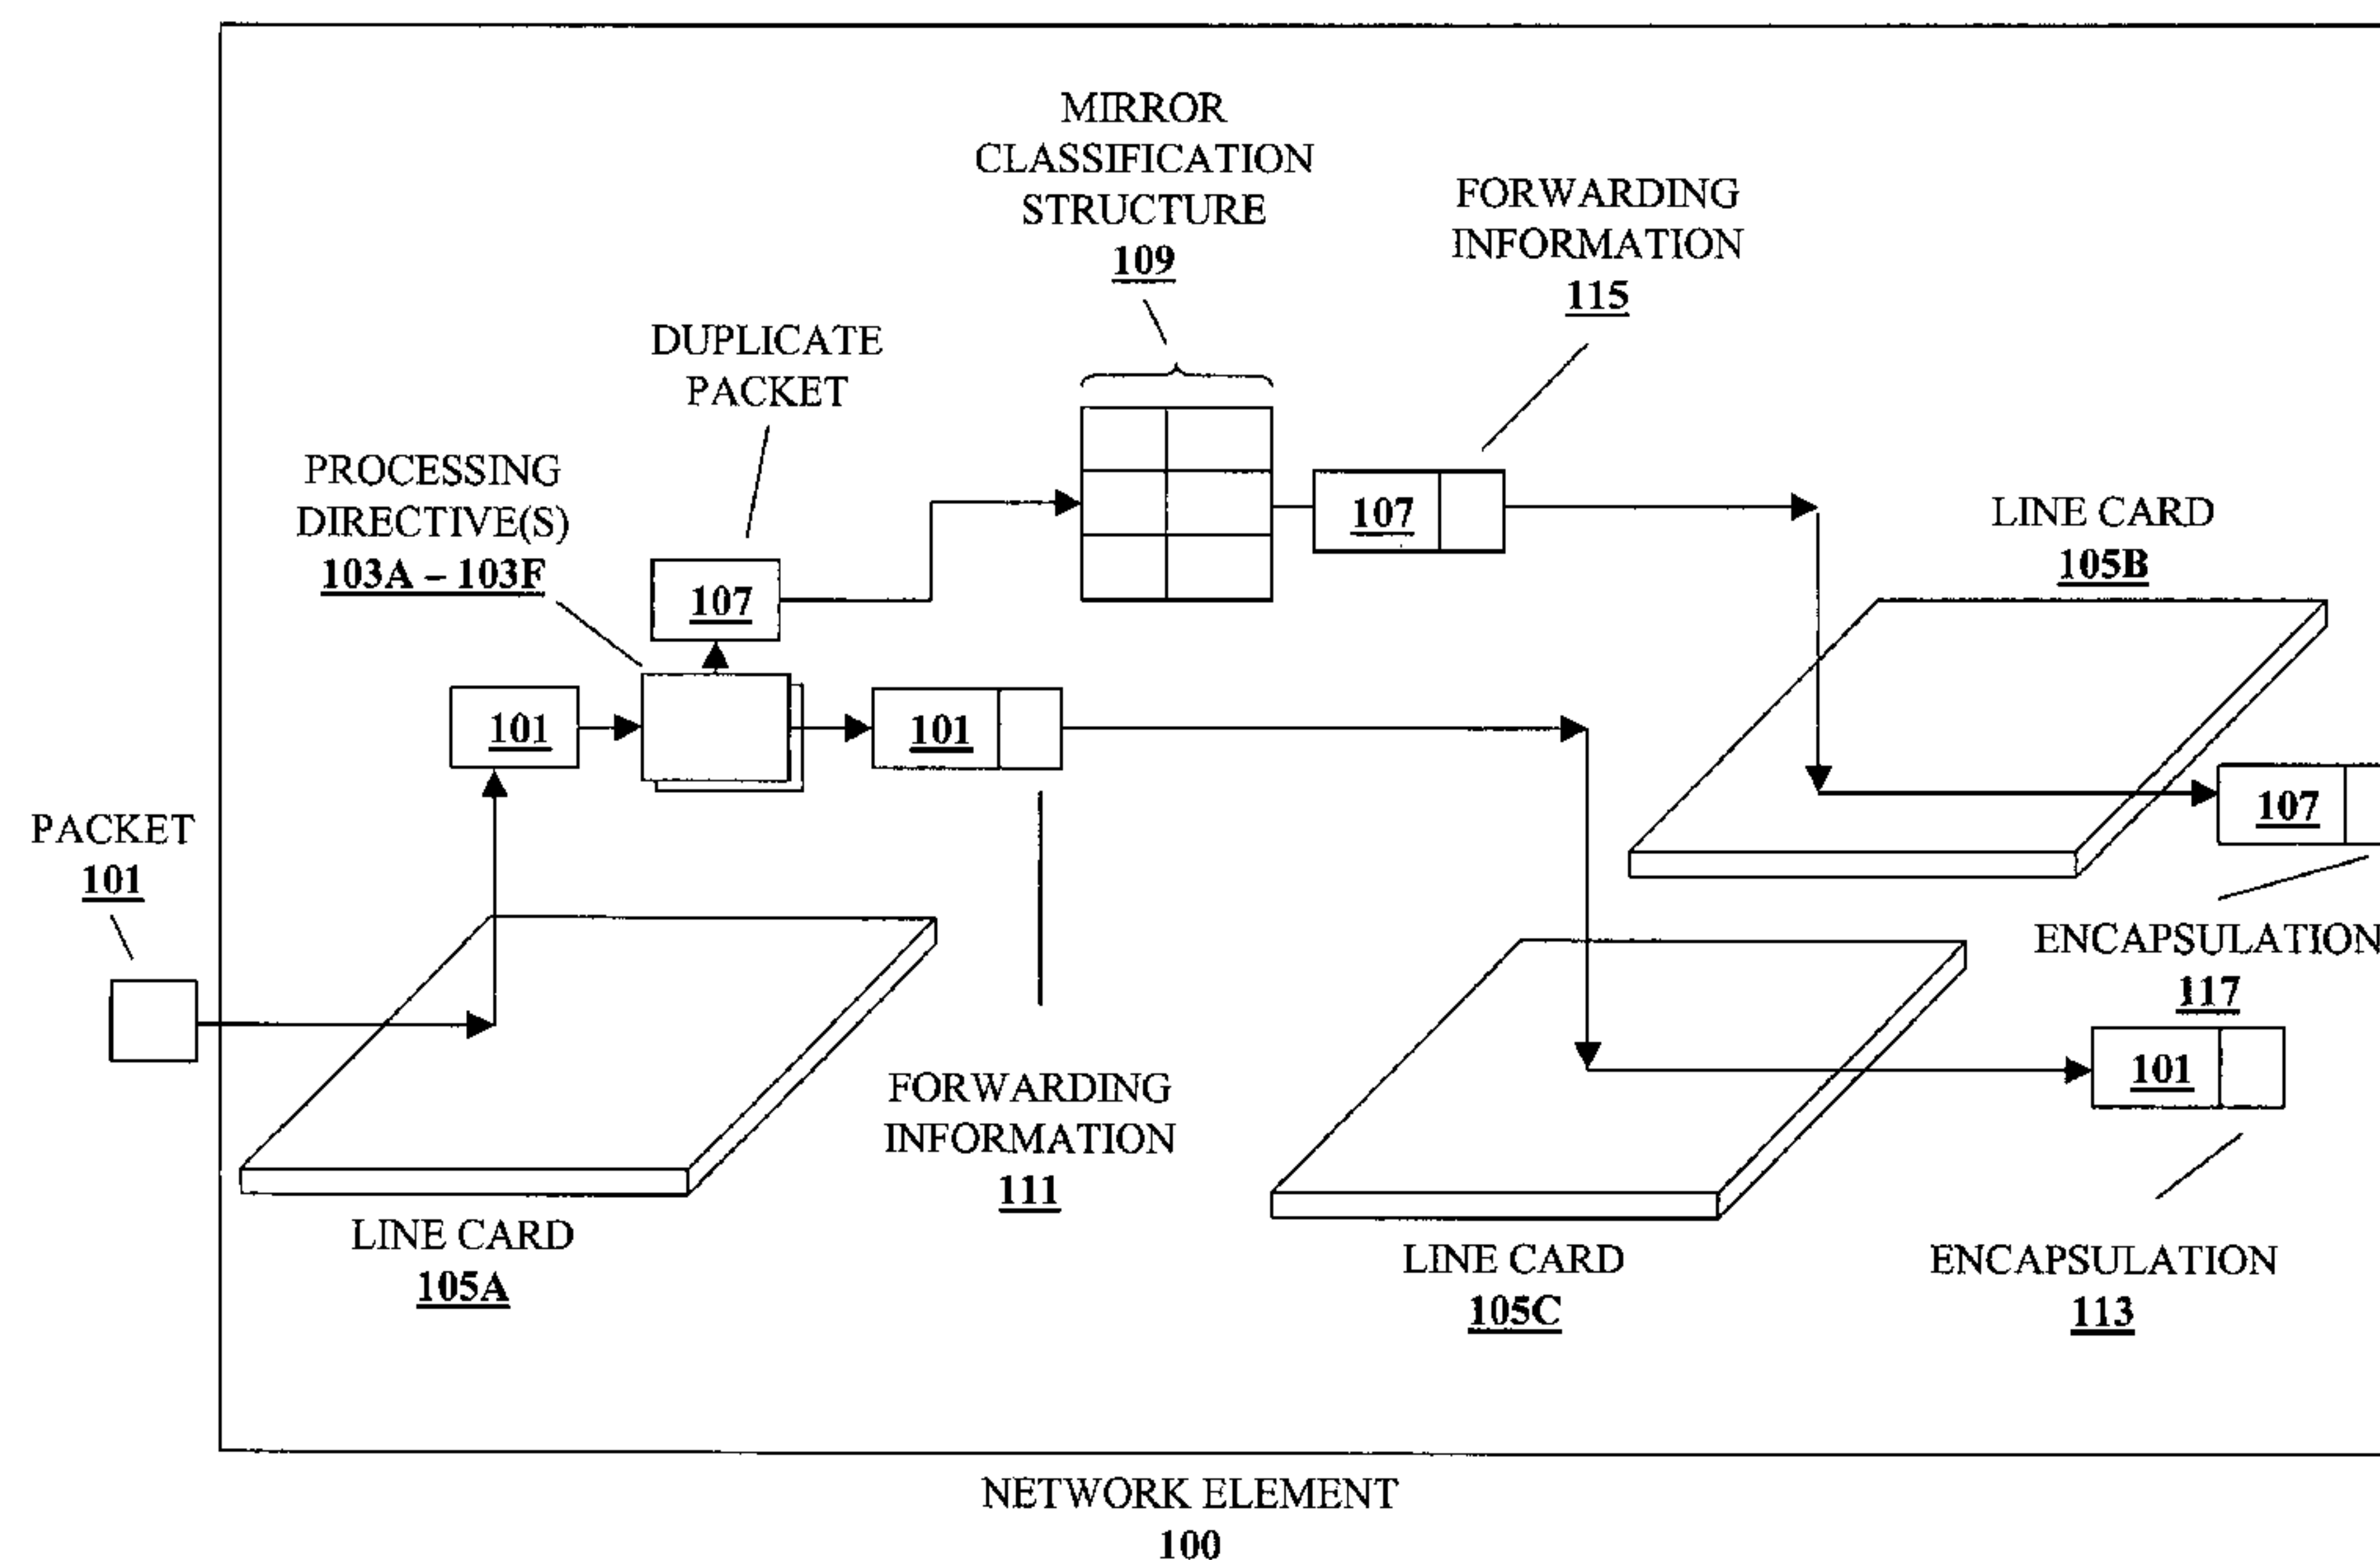 MIRROR
CLASSIFICATION
STRUCTURE
109
FORWARDING
INFORMATION
115
DUPLICATE
PACKET
PROCESSING
DIRECTIVE(S)
103A – 103F
107
107
LINE CARD
105B
101
101
107
PACKET
101
ENCAPSULATION
117
101
FORWARDING
INFORMATION
111
LINE CARD
105A
LINE CARD
105C
ENCAPSULATION
113
NETWORK ELEMENT
100